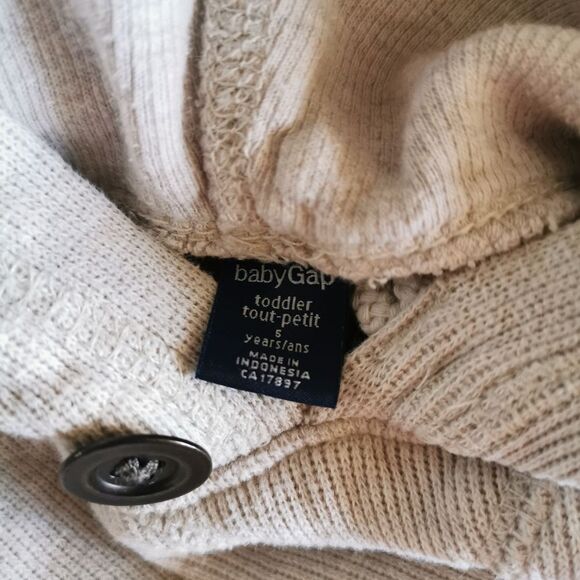 babyGap
toddler
tout-petit
5
years/ans
MADE IN
INDONESIA
CA17897